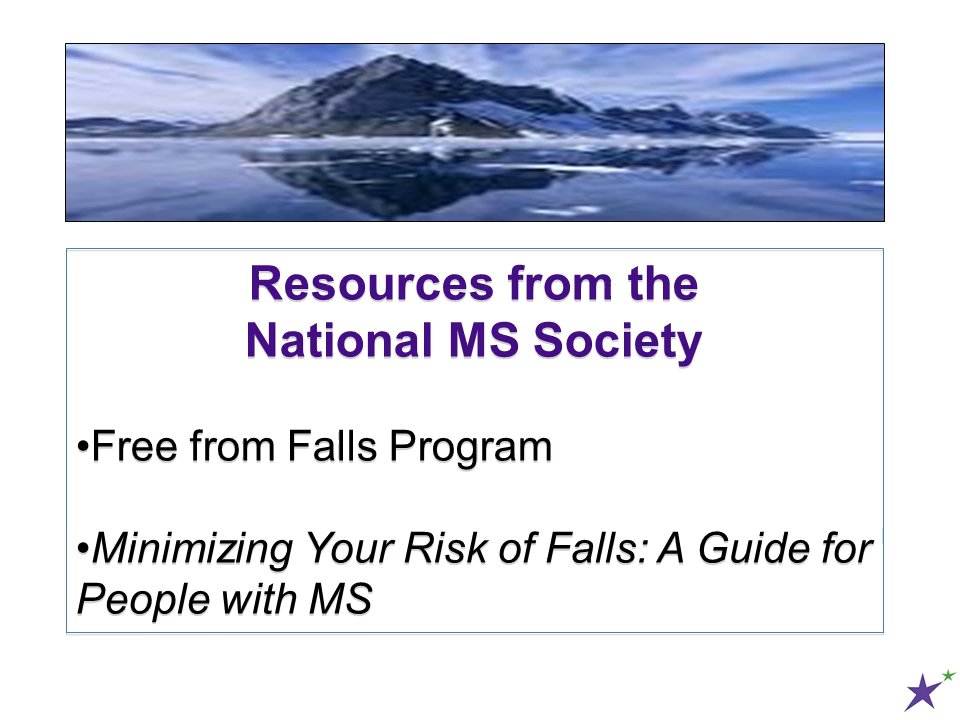 Resources from the
National MS Society
•Free from Falls Program
•Minimizing Your Risk of Falls: A Guide for
People with MS